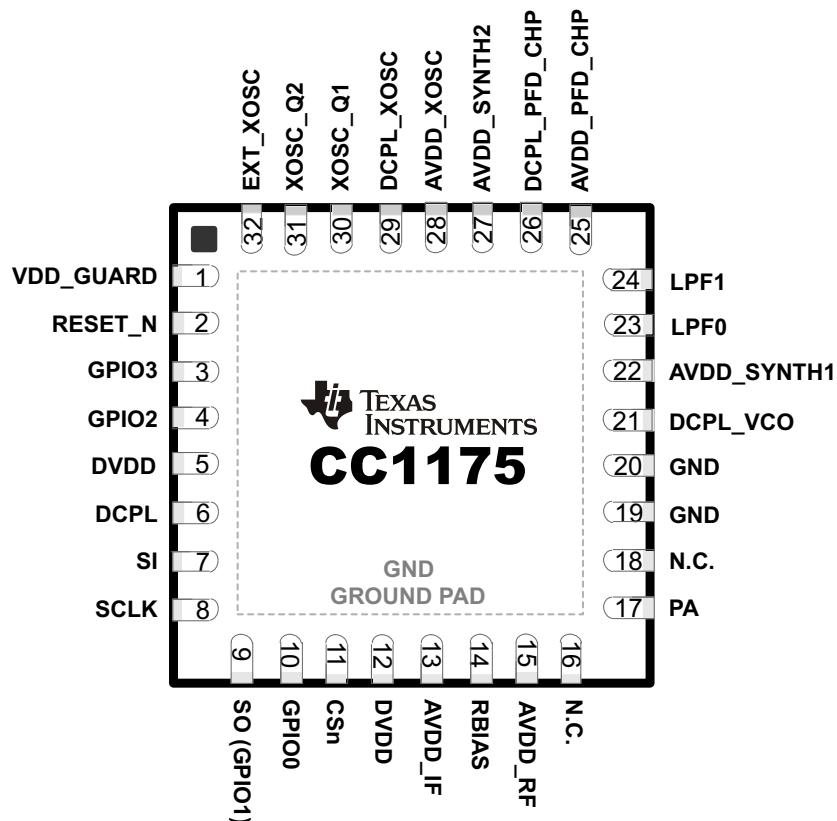 EXT_XOSC
XOSC_Q2
XOSC_Q1
DCPL_XOSC
AVDD_XOSC
AVDD_SYNTH2
DCPL_PFD_CHP
AVDD_PFD_CHP
32
31
30
29
28
27
26
25
VDD_GUARD 1
RESET_N 2
GPIO3 3
GPIO2 4
DVDD 5
DCPL 6
SI 7
SCLK 8
24 LPF1
23 LPF0
22 AVDD_SYNTH1
21 DCPL_VCO
20 GND
19 GND
18 N.C.
17 PA
TEXAS
INSTRUMENTS
CC1175
GND
GROUND PAD
9
10
11
12
13
14
15
16
SO (GPIO1)
GPIO0
CSn
DVDD
AVDD_IF
RBIAS
AVDD_RF
N.C.